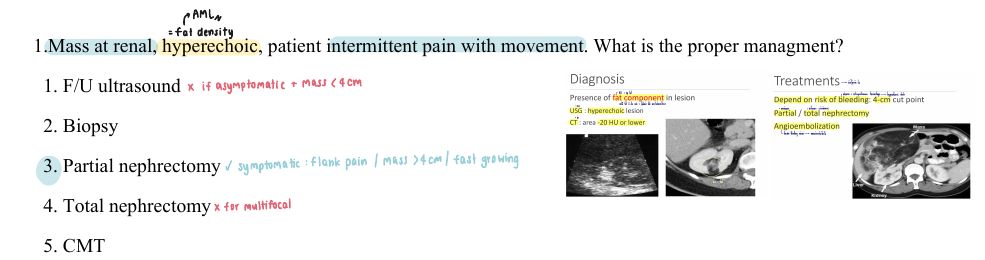 AML
= fat density
1.Mass at renal, hyperechoic, patient intermittent pain with movement. What is the proper managment?
1. F/U ultrasound x if asymptomatic + mass < 4cm
2. Biopsy
3. Partial nephrectomy ✓ symptomatic : flank pain / mass >4cm / fast growing
4. Total nephrectomy x for multifocal
5. CMT
Diagnosis
Presence of fat component in lesion
USG : hyperechoic lesion
CT : area -20 HU or lower
Treatments
Depend on risk of bleeding: 4-cm cut point
Partial / total nephrectomy
Angioembolization
Mass
Liver
Kidney